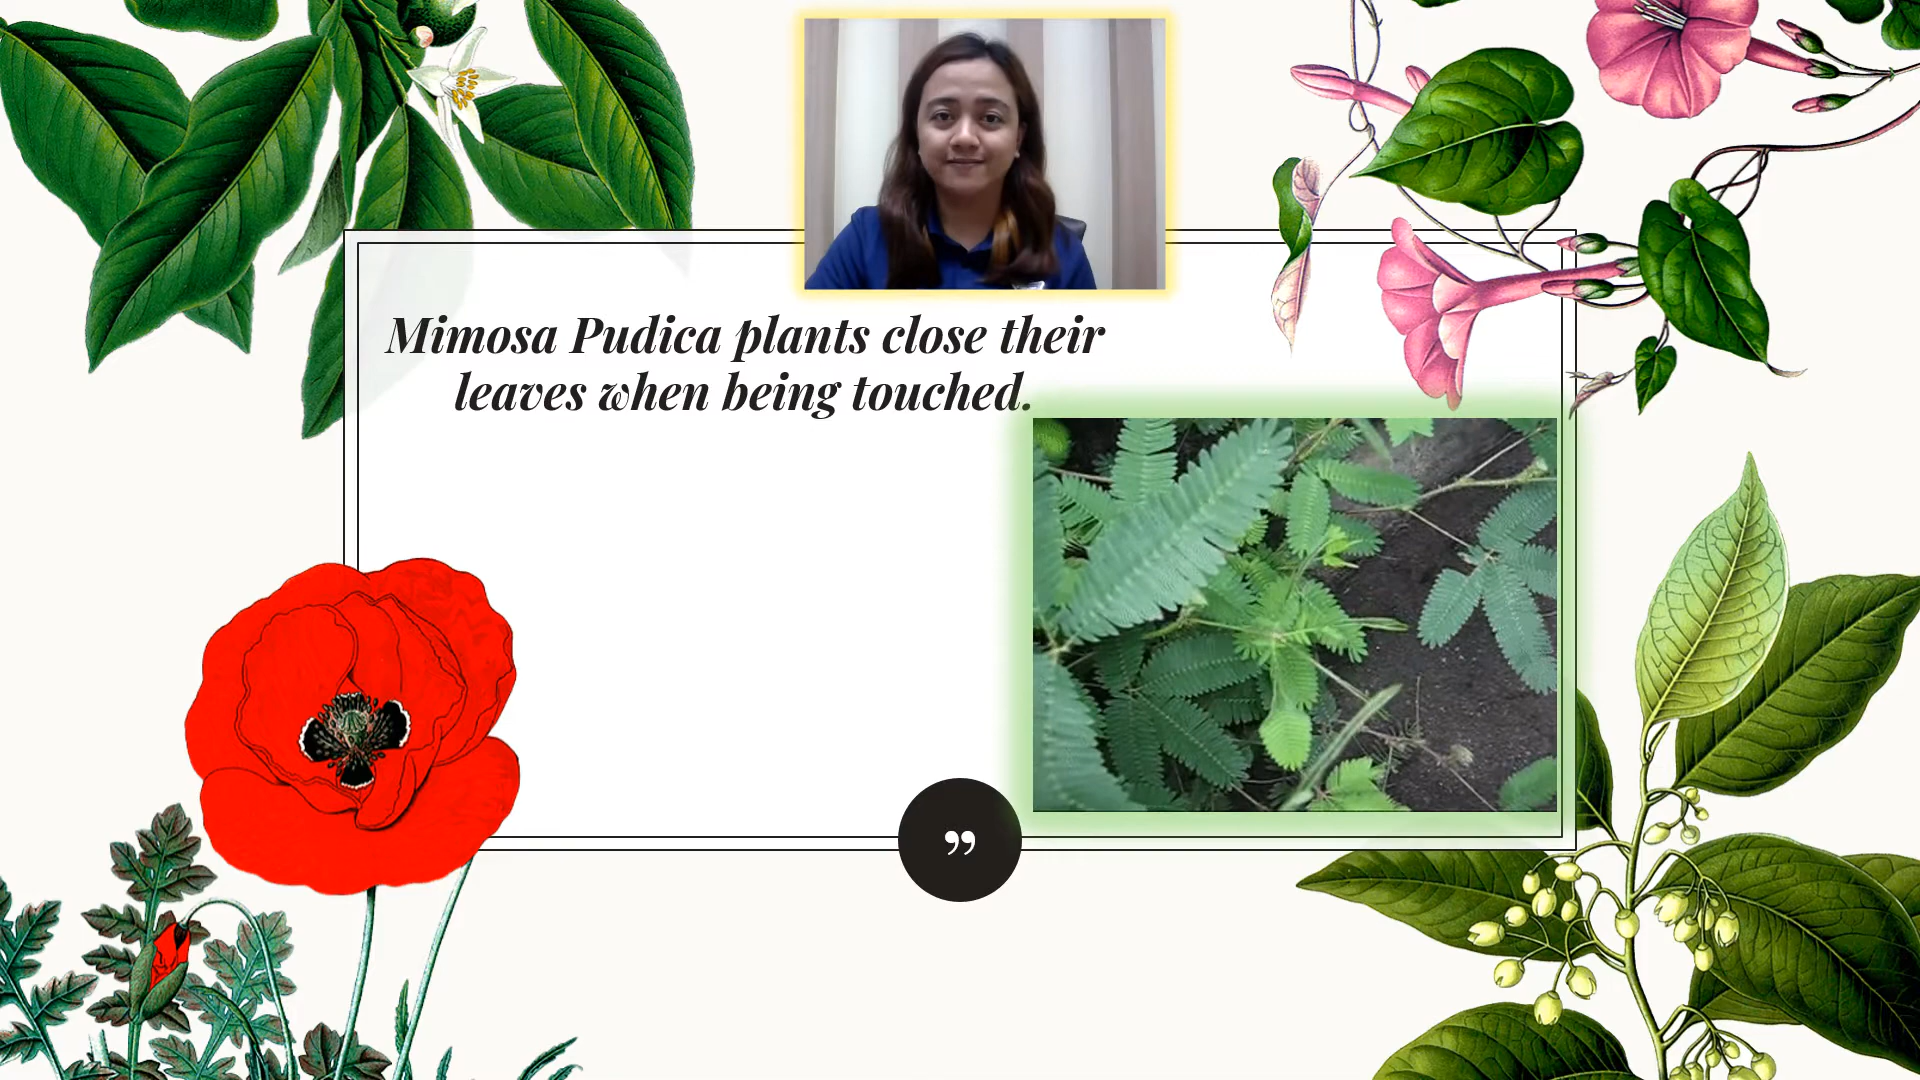 Mimosa Pudica plants close their
leaves when being touched.
”